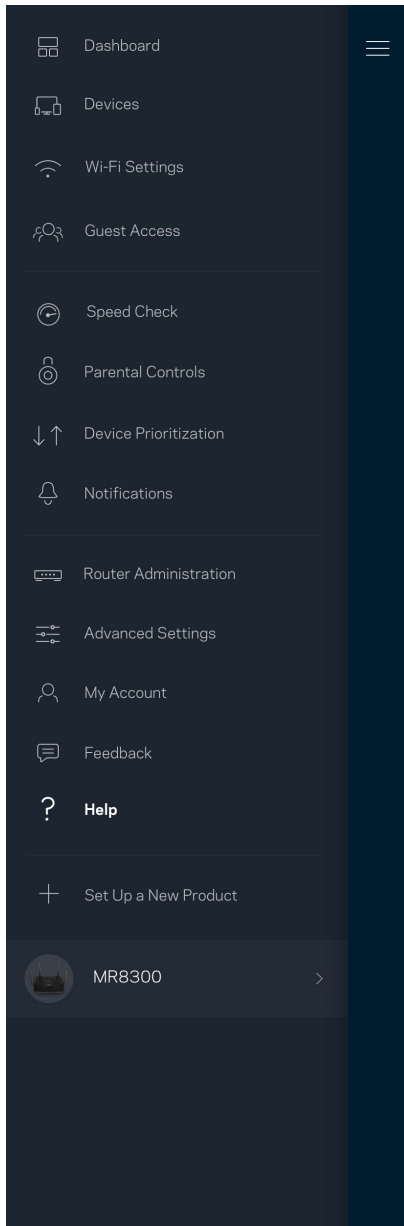 Dashboard
Devices
Wi-Fi Settings
Guest Access
Speed Check
Parental Controls
Device Prioritization
Notifications
Router Administration
Advanced Settings
My Account
Feedback
Help
Set Up a New Product
MR8300